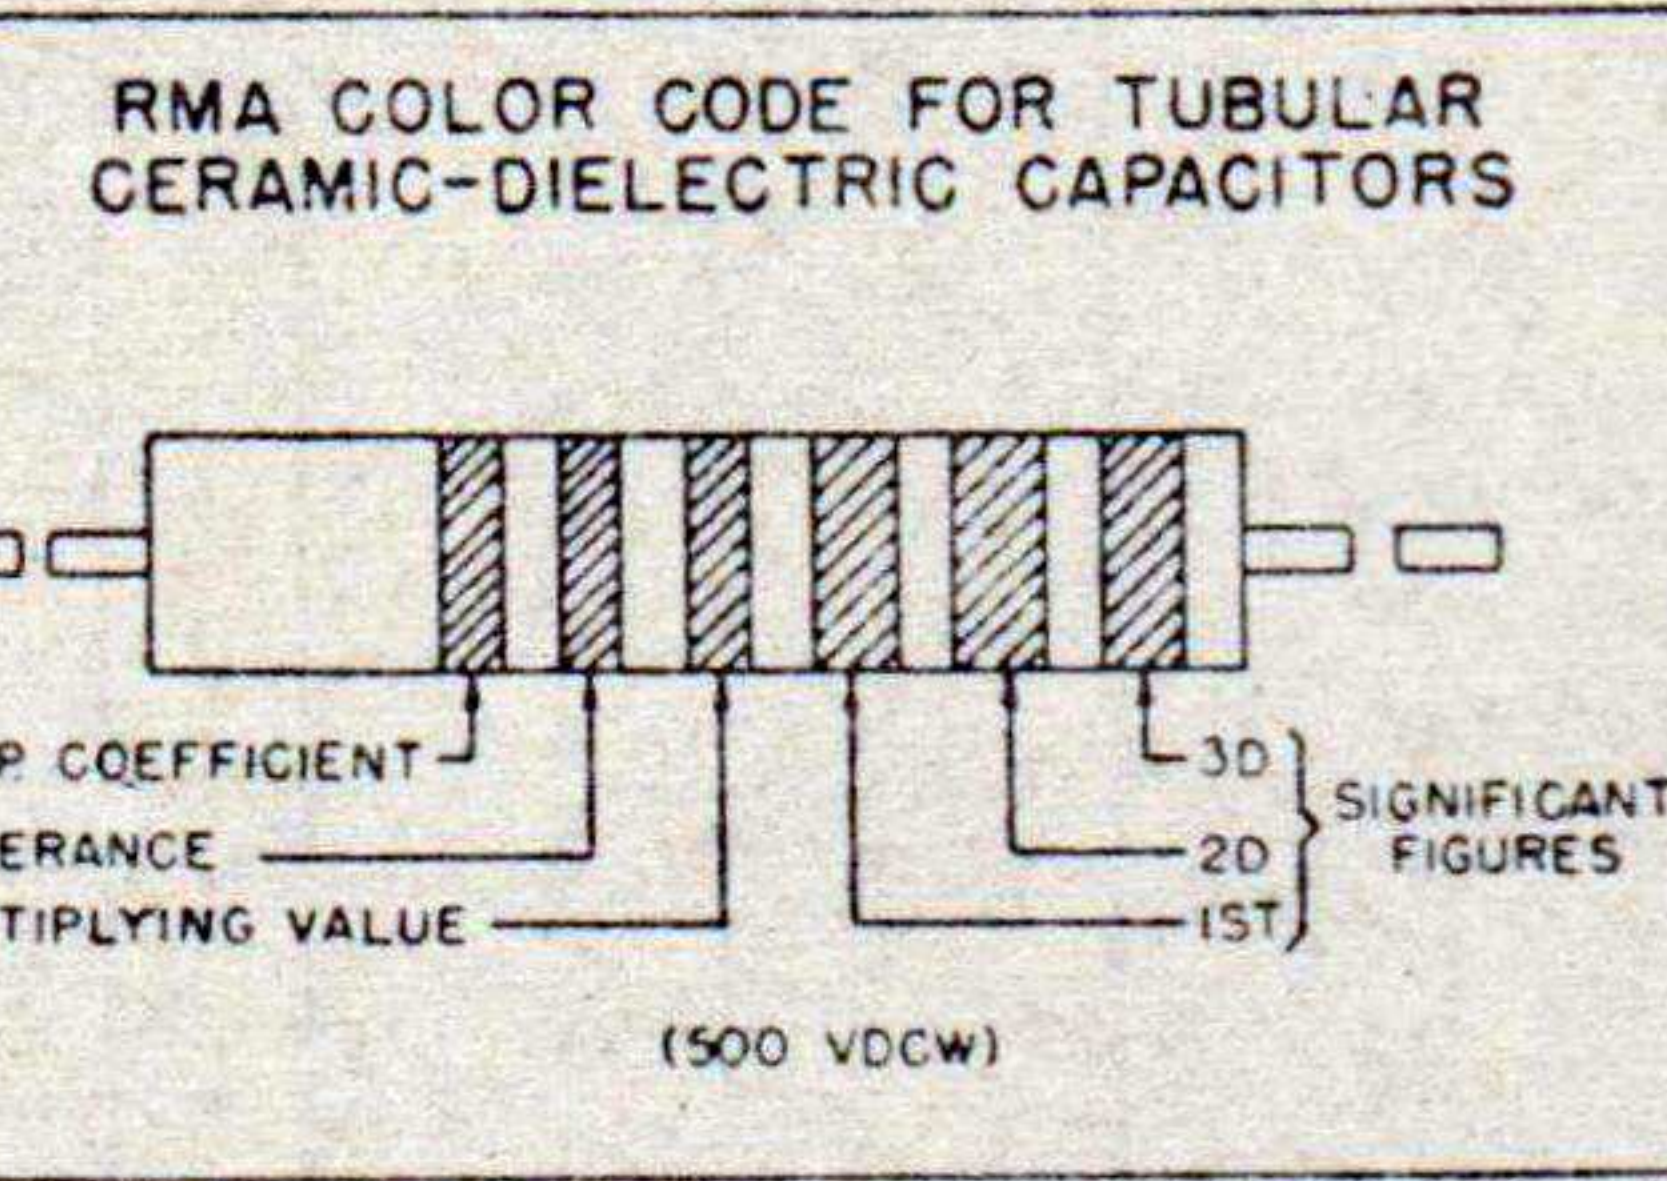 RMA COLOR CODE FOR TUBULAR
CERAMIC-DIELECTRIC CAPACITORS
P. COEFFICIENT
ERANCE
TIPLYING VALUE
3D
2D
1ST
SIGNIFICANT
FIGURES
(500 VDCW)